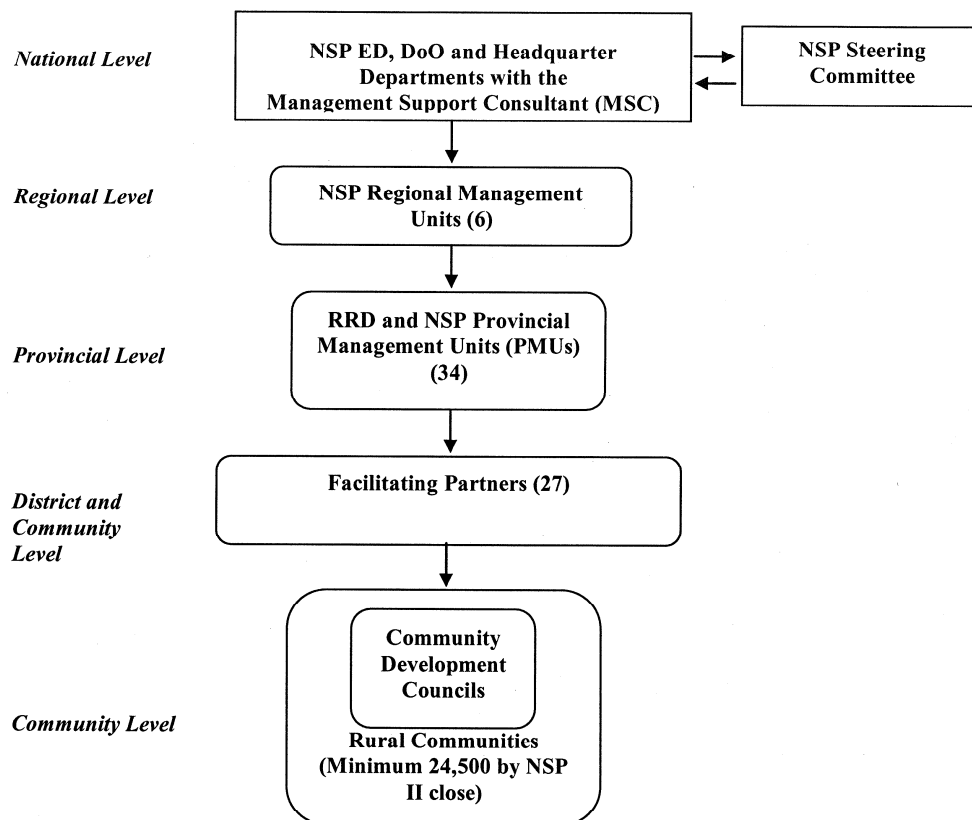 National Level
NSP ED, DoO and Headquarter
Departments with the
Management Support Consultant (MSC)
NSP Steering
Committee
Regional Level
NSP Regional Management
Units (6)
Provincial Level
RRD and NSP Provincial
Management Units (PMUs)
(34)
District and
Community
Level
Facilitating Partners (27)
Community Level
Community
Development
Councils
Rural Communities
(Minimum 24,500 by NSP
II close)